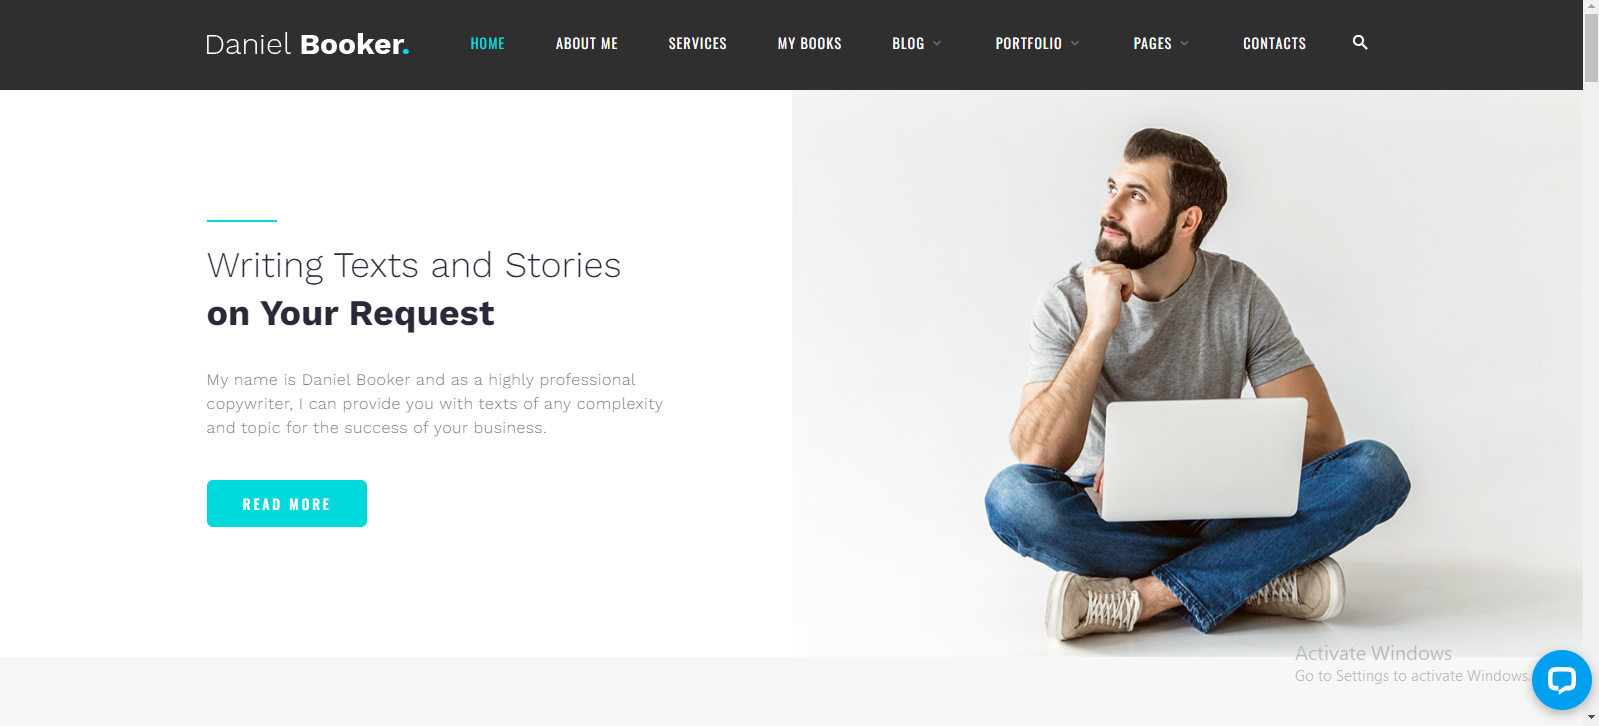 Daniel Booker.
HOME
ABOUT ME
SERVICES
MY BOOKS
BLOG
PORTFOLIO
PAGES
CONTACTS
Writing Texts and Stories
on Your Request
My name is Daniel Booker and as a highly professional
copywriter, I can provide you with texts of any complexity
and topic for the success of your business.
READ MORE
Activate Windows
Go to Settings to activate Windows.